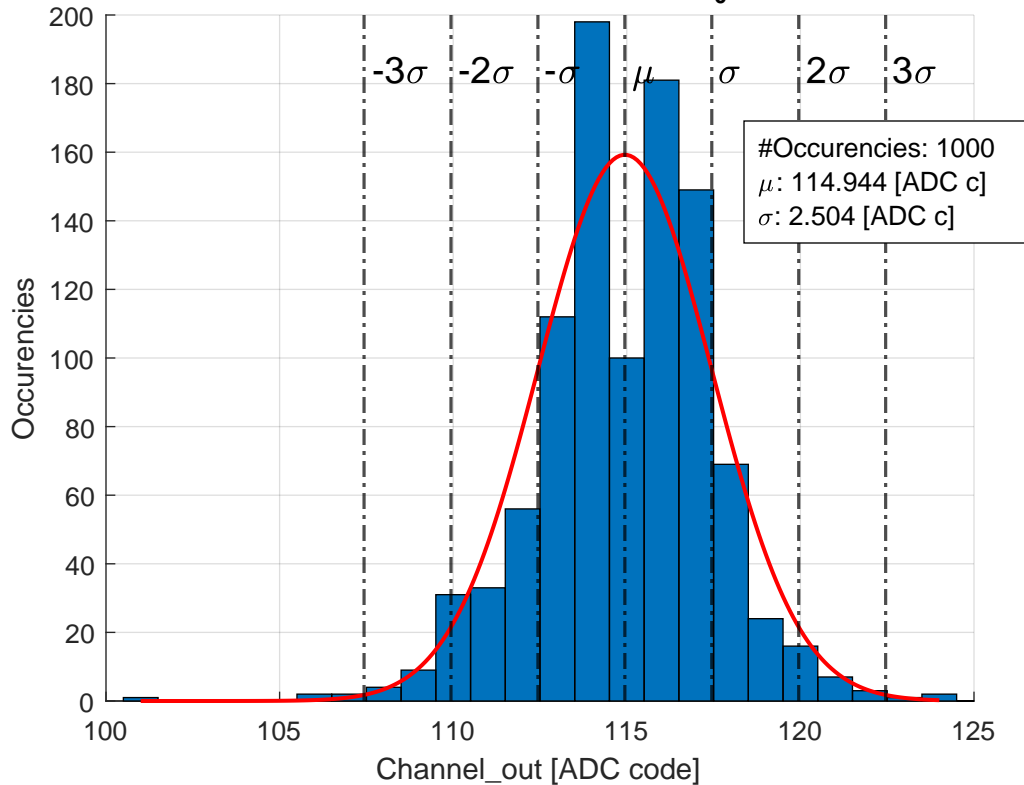 200
180
160
140
120
100
80
60
40
20
0
Occurencies
-3σ -2σ -σ μ σ 2σ 3σ
#Occurencies: 1000
μ: 114.944 [ADC c]
σ: 2.504 [ADC c]
100 105 110 115 120 125
Channel_out [ADC code]